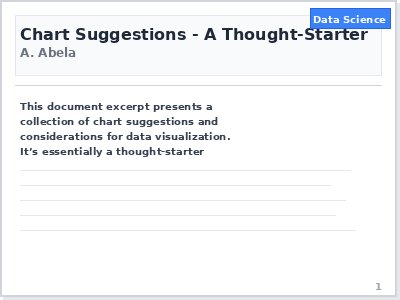 Data Science
Chart Suggestions - A Thought-Starter
A. Abela
This document excerpt presents a
collection of chart suggestions and
considerations for data visualization.
It’s essentially a thought-starter
1